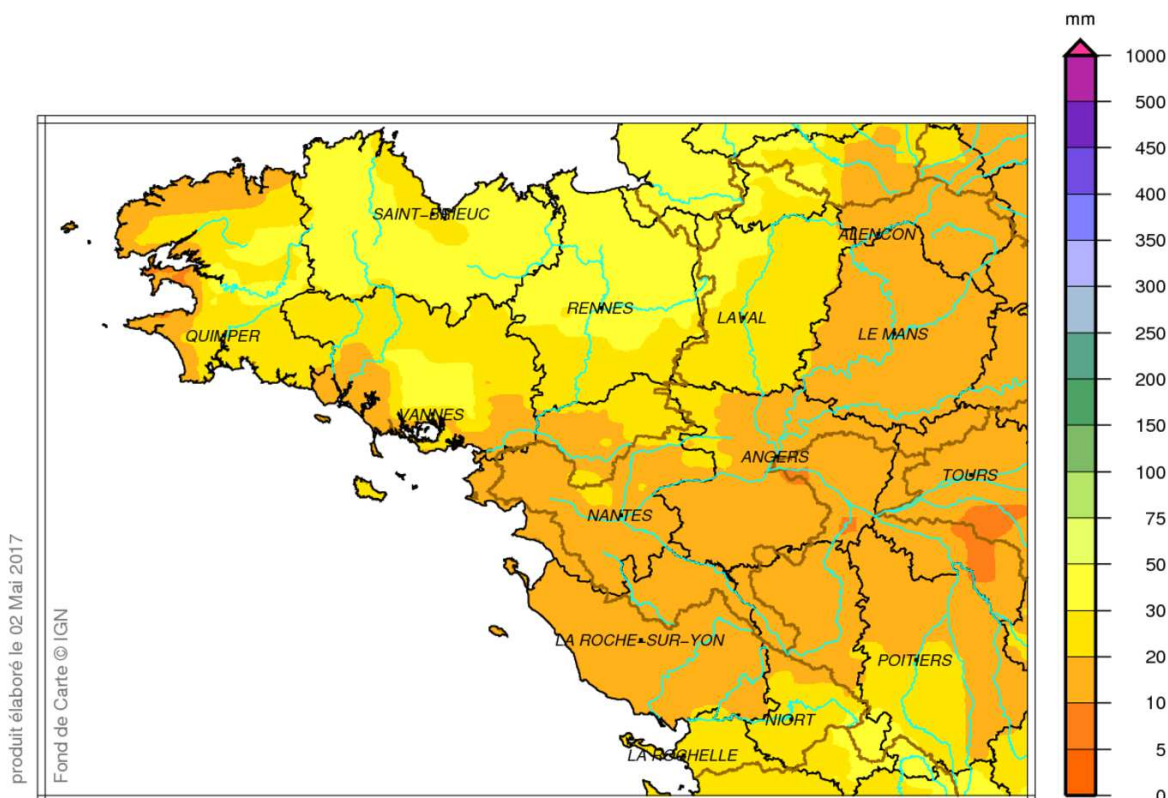 mm
1000
500
450
400
350
300
250
200
150
100
75
50
30
20
10
5
0
SAINT-BRIEUC
ALENCON
RENNES
LAVAL
QUIMPER
LE MANS
VANNES
ANGERS
TOURS
NANTES
LA ROCHE-SUR-YON
POITIERS
NIORT
LA ROCHELLE
produit élaboré le 02 Mai 2017
Fond de Carte © IGN